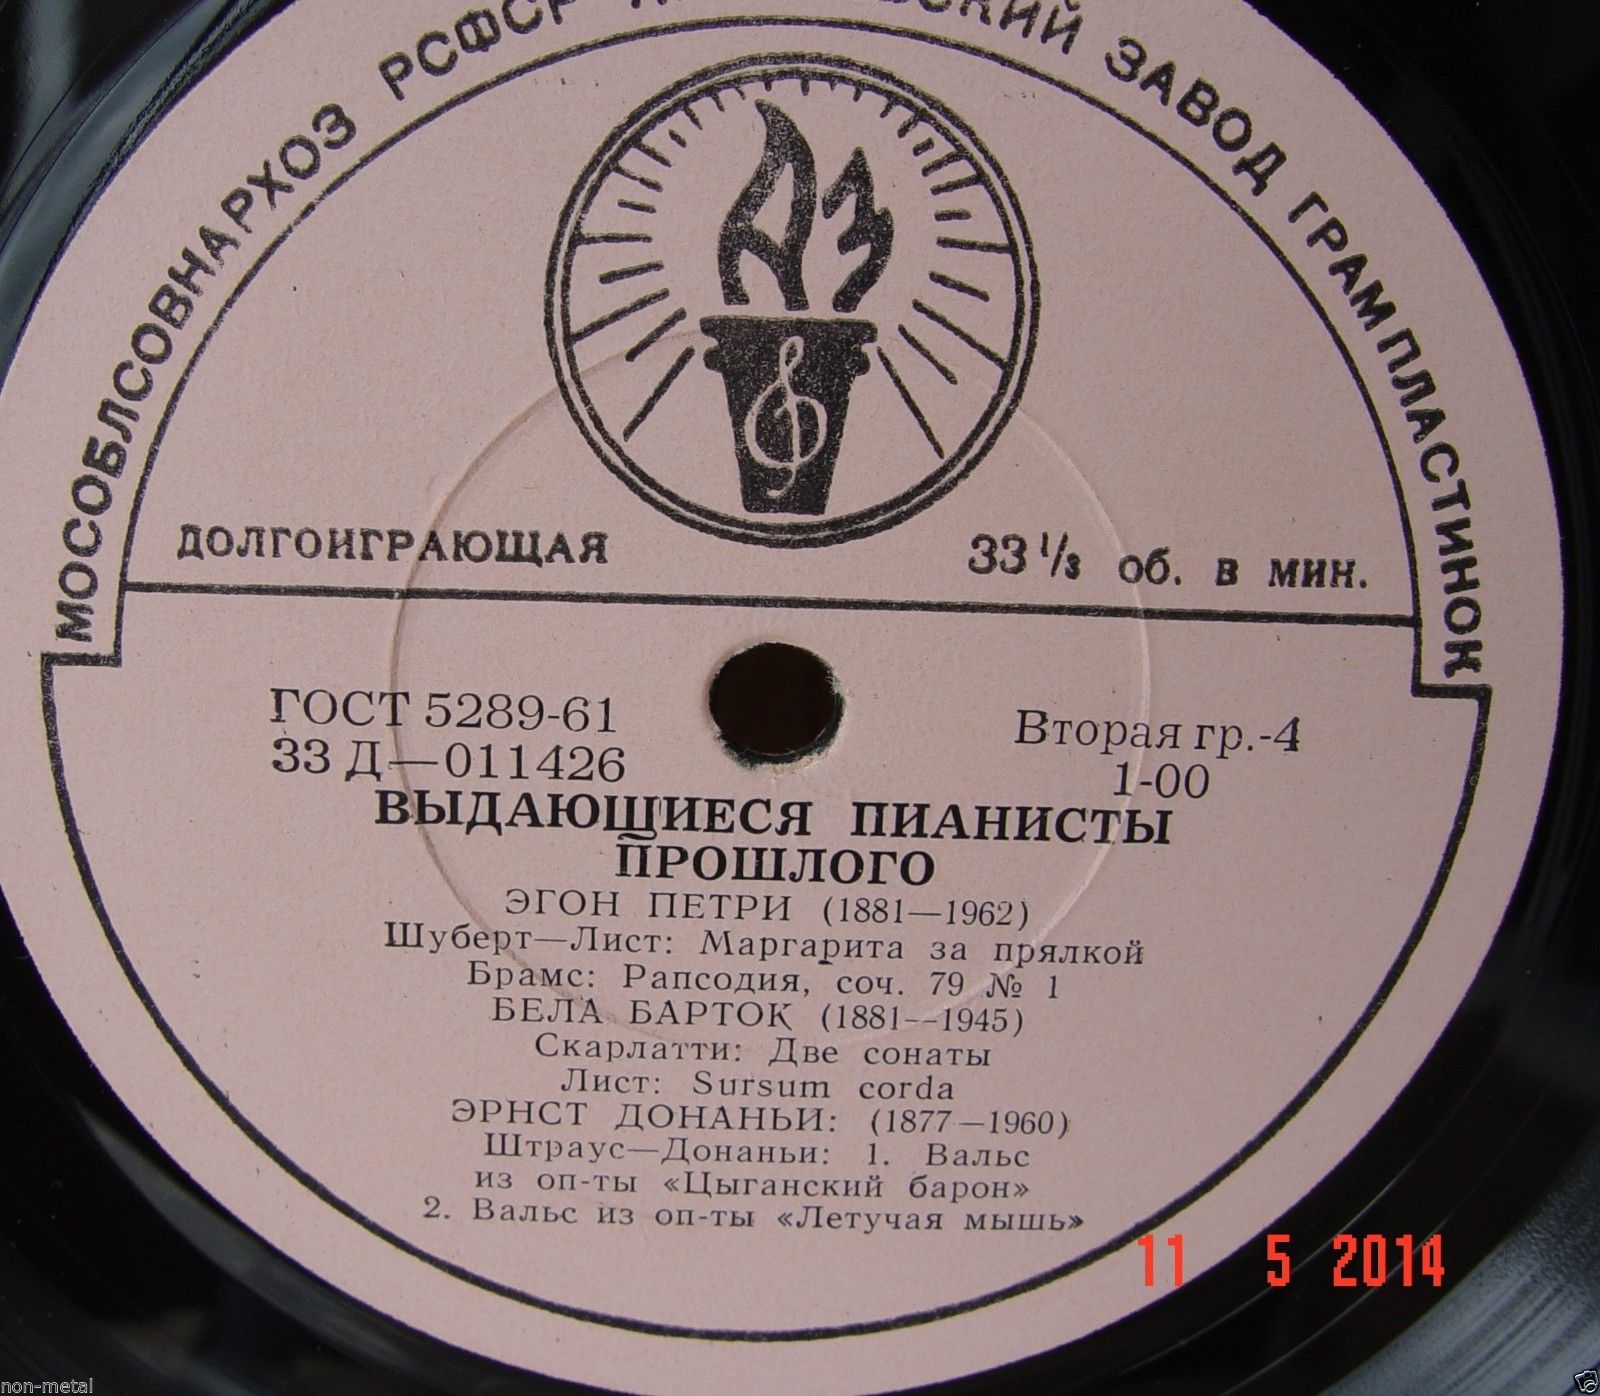 МОСОБЛСОВНАРХОЗ РСФСР ЗАВОД ГРАМПЛАСТИНОК
АЗ
ДОЛГОИГРАЮЩАЯ
33 1/3 об. в мин.
ГОСТ 5289-61
33 Д—011426
Вторая гр.-4
1-00
ВЫДАЮЩИЕСЯ ПИАНИСТЫ
ПРОШЛОГО
ЭГОН ПЕТРИ (1881—1962)
Шуберт—Лист: Маргарита за прялкой
Брамс: Рапсодия, соч. 79 № 1
БЕЛА БАРТОК (1881--1945)
Скарлатти: Две сонаты
Лист: Sursum corda
ЭРНСТ ДОНАНЬИ: (1877—1960)
Штраус—Донаньи: 1. Вальс
из оп-ты «Цыганский барон»
2. Вальс из оп-ты «Летучая мышь»
11 5 2014
non-metal